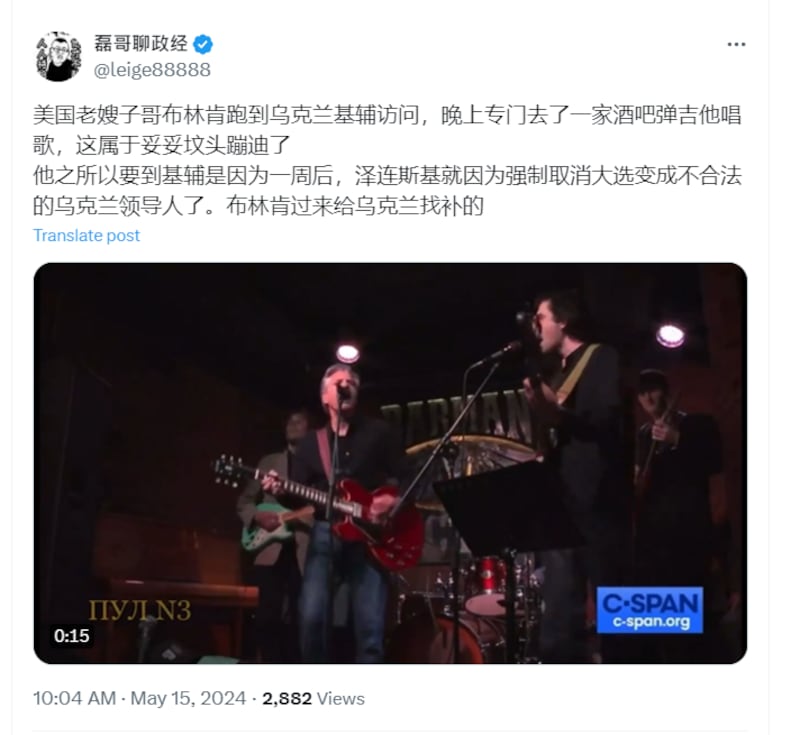 磊哥聊政经
@leige88888
美国老嫂子哥布林肯跑到乌克兰基辅访问，晚上专门去了一家酒吧弹吉他唱
歌，这属于妥妥坟头蹦迪了
他之所以要到基辅是因为一周后，泽连斯基就因为强制取消大选变成不合法
的乌克兰领导人了。布林肯过来给乌克兰找补的
Translate post
BARMAN
ПУЛ N3
0:15
C-SPAN
c-span.org
10:04 AM · May 15, 2024 · 2,882 Views